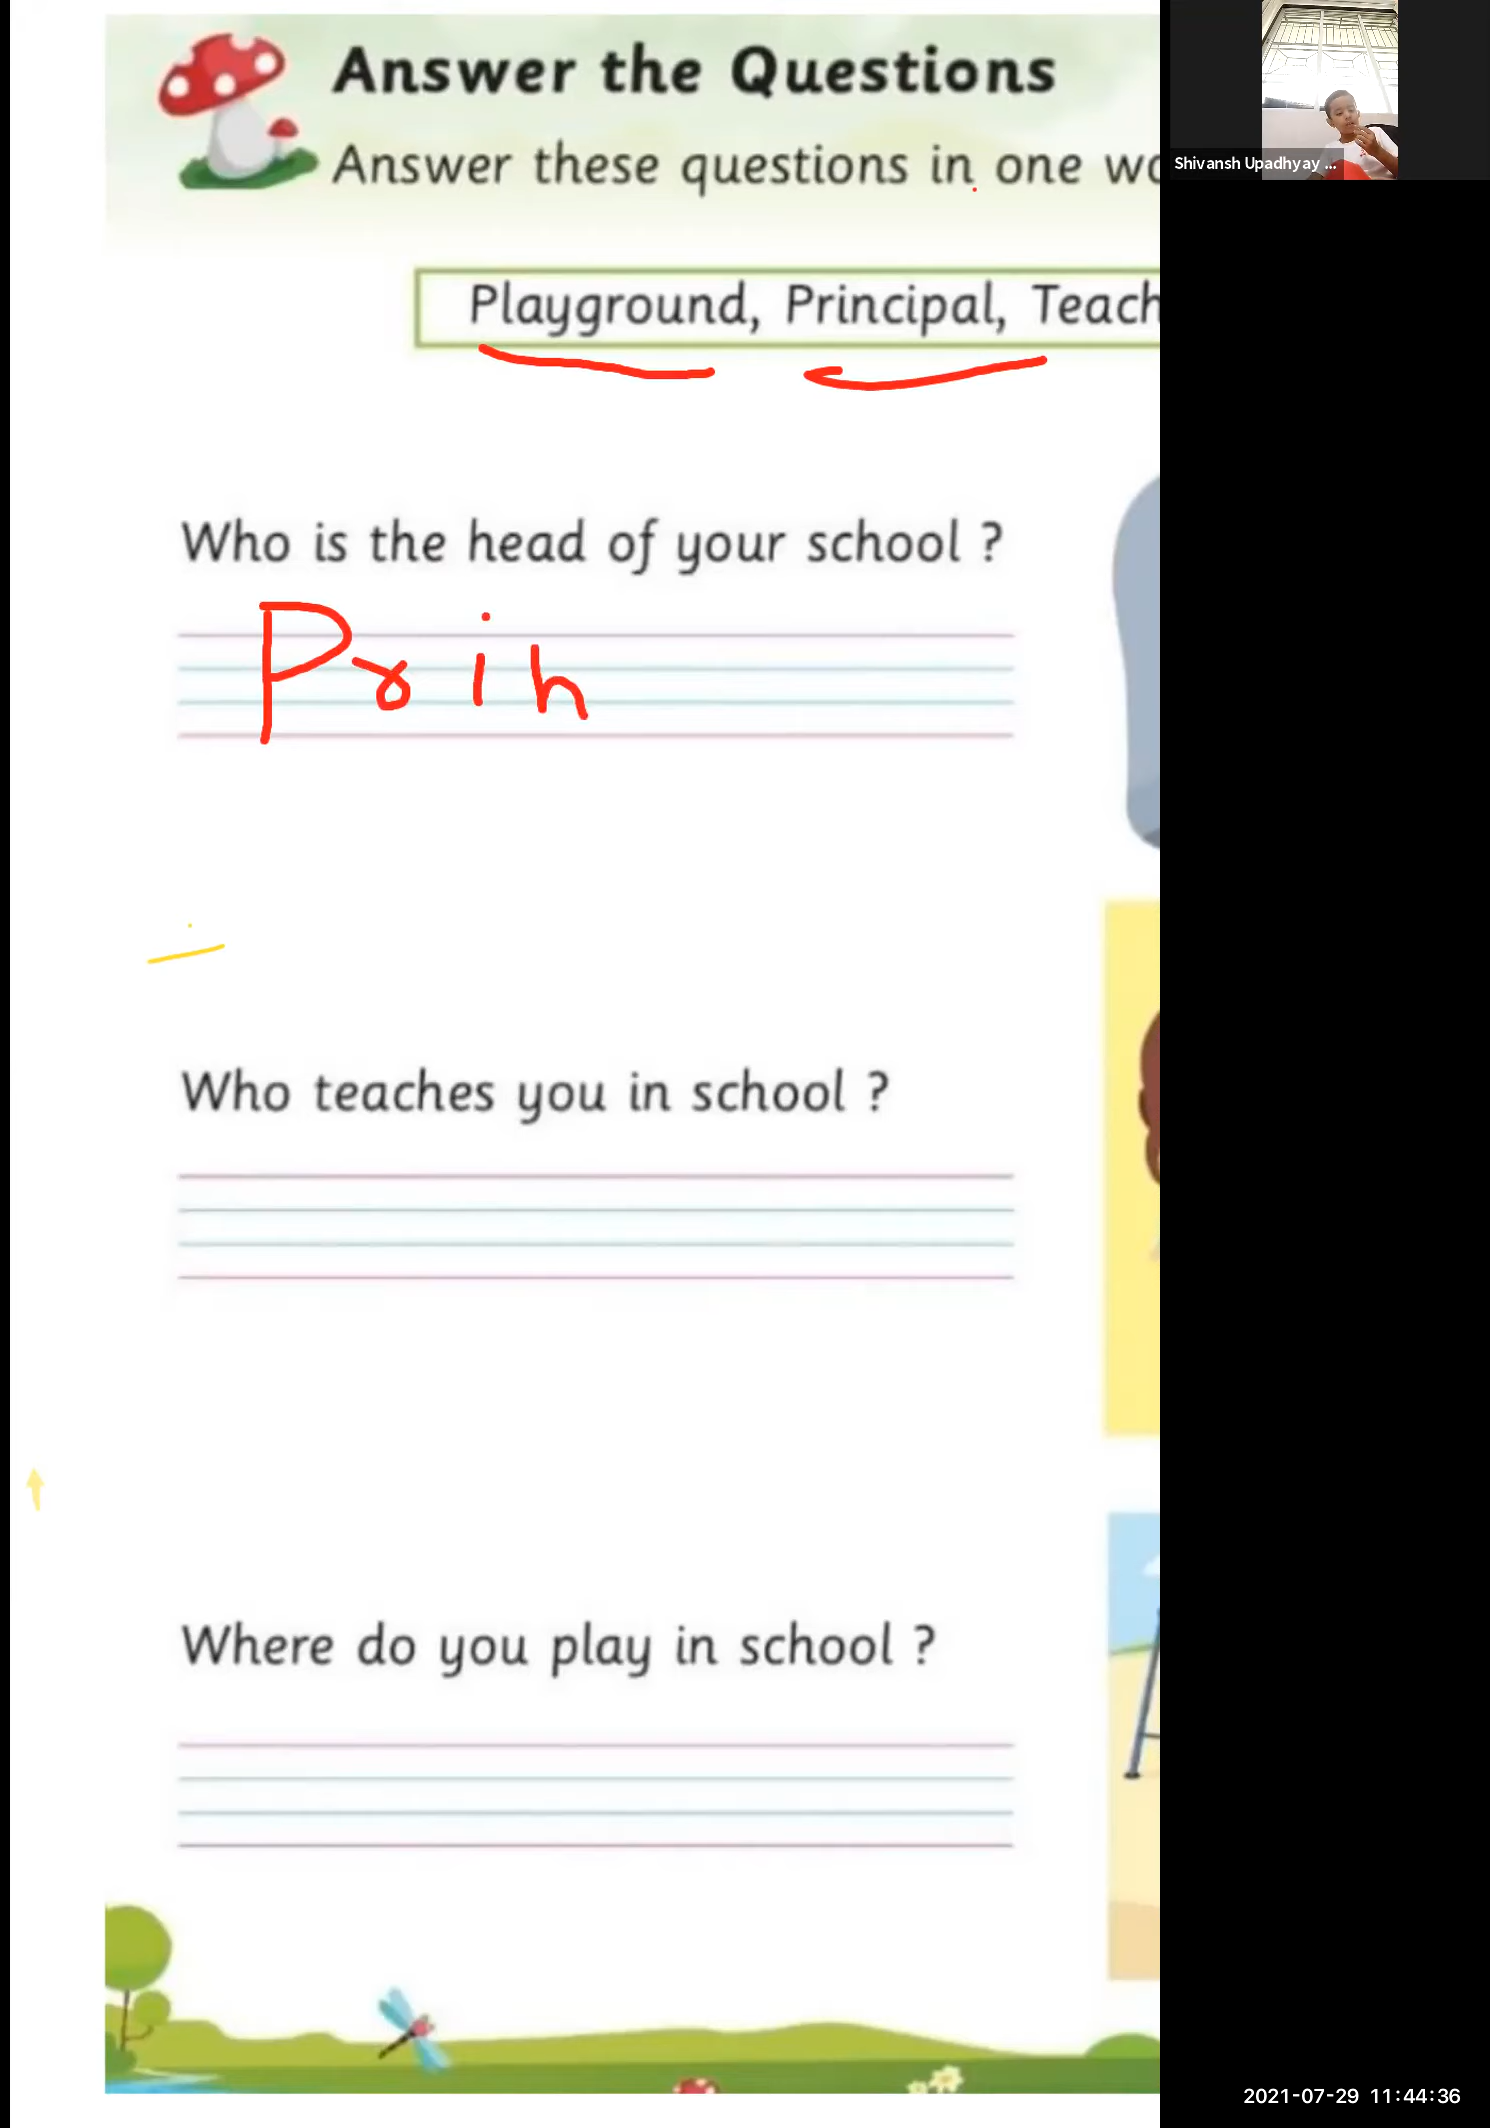 Answer the Questions
Answer these questions in one wo
Shivansh Upadhyay ...
Playground, Principal, Teach
Who is the head of your school ?
Prin
Who teaches you in school ?
Where do you play in school ?
2021-07-29 11:44:36